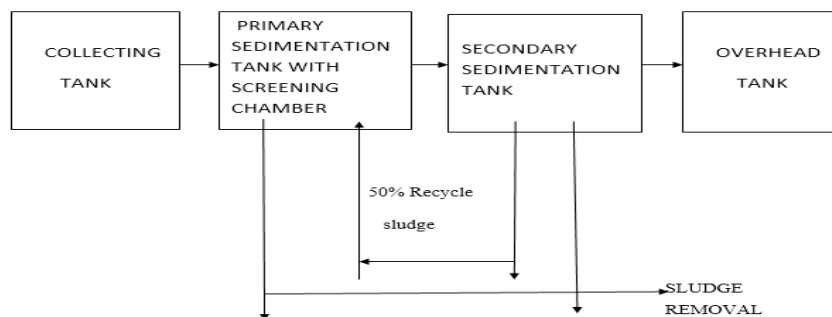 COLLECTING
TANK
PRIMARY
SEDIMENTATION
TANK WITH
SCREENING
CHAMBER
SECONDARY
SEDIMENTATION
TANK
OVERHEAD
TANK
50% Recycle
sludge
SLUDGE
REMOVAL